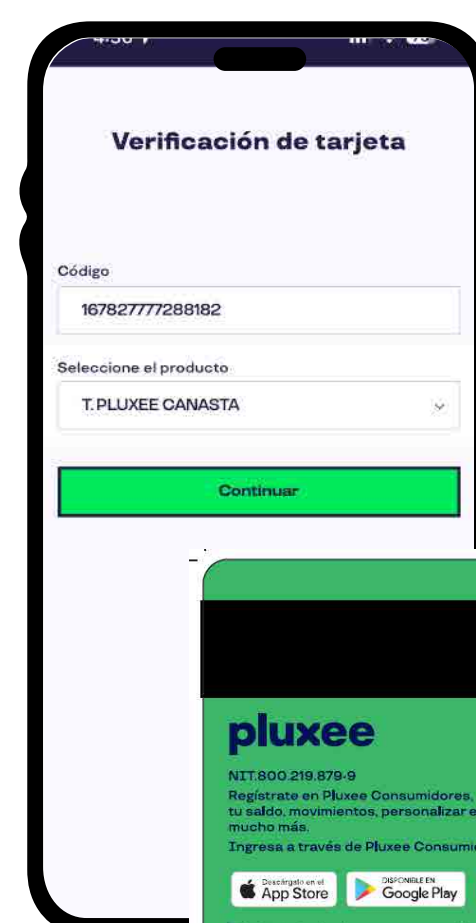 Verificación de tarjeta
Código
167827777288182
Seleccione el producto
T. PLUXEE CANASTA
Continuar
pluxee
NIT.800.219.879-9
Regístrate en Pluxee Consumidores,
tu saldo, movimientos, personalizar e
mucho más.
Ingresa a través de Pluxee Consumi
Descárgalo en el
App Store
DISPONIBLE EN
Google Play